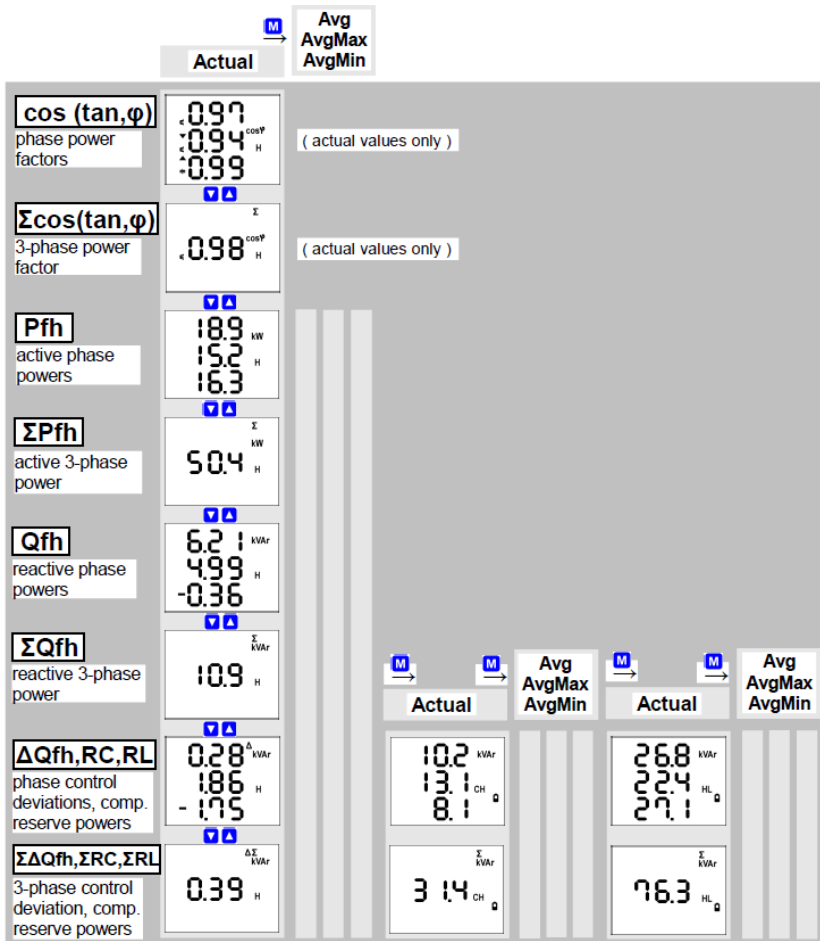 M
→
Avg
AvgMax
AvgMin
Actual
cos (tan,φ)
phase power
factors
0.97
0.94 cosφ H
0.99
( actual values only )
Σcos(tan,φ)
3-phase power
factor
Σ
0.98 cosφ H
( actual values only )
Pfh
active phase
powers
18.9 kW
15.2 H
16.3
ΣPfh
active 3-phase
power
Σ
kW
50.4 H
Qfh
reactive phase
powers
6.21 kVAr
4.99 H
-0.36
ΣQfh
reactive 3-phase
power
Σ
kVAr
10.9 H
M
→
Actual
M
→
Avg
AvgMax
AvgMin
M
→
Actual
M
→
Avg
AvgMax
AvgMin
ΔQfh,RC,RL
phase control
deviations, comp.
reserve powers
0.28 Δ kVAr
1.86 H
-1.75
10.2 kVAr
13.1 CH
8.1
26.8 kVAr
22.4 HL
27.1
ΣΔQfh,ΣRC,ΣRL
3-phase control
deviation, comp.
reserve powers
ΔΣ
kVAr
0.39 H
Σ
kVAr
31.4 CH
Σ
kVAr
76.3 HL